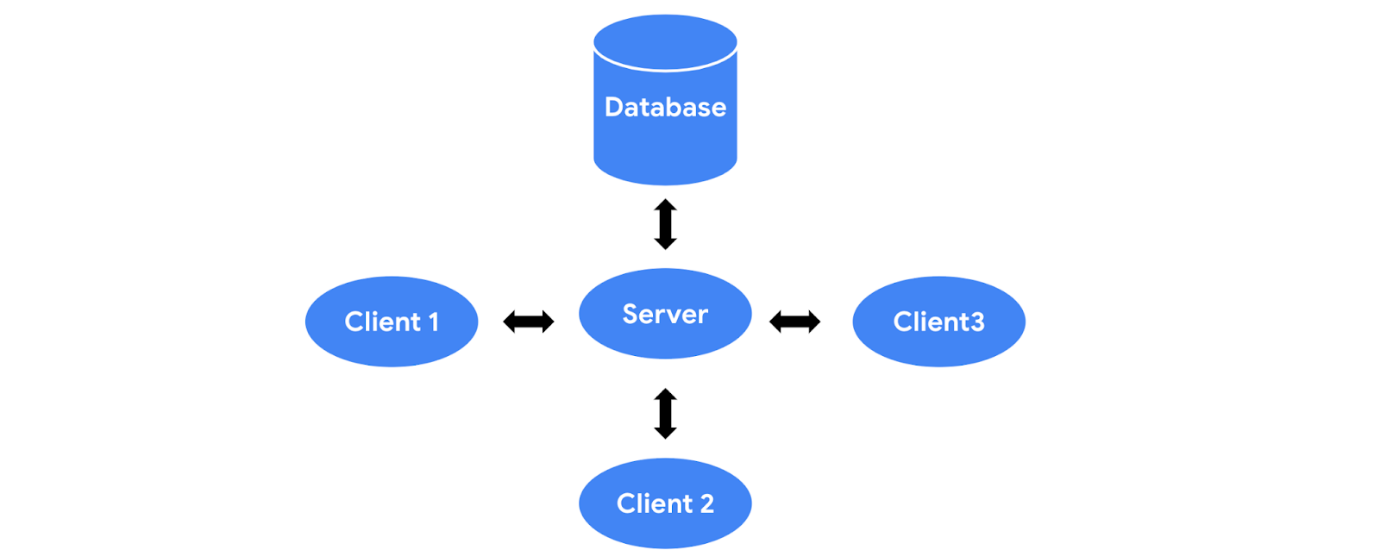 Database
Client 1
Server
Client3
Client 2